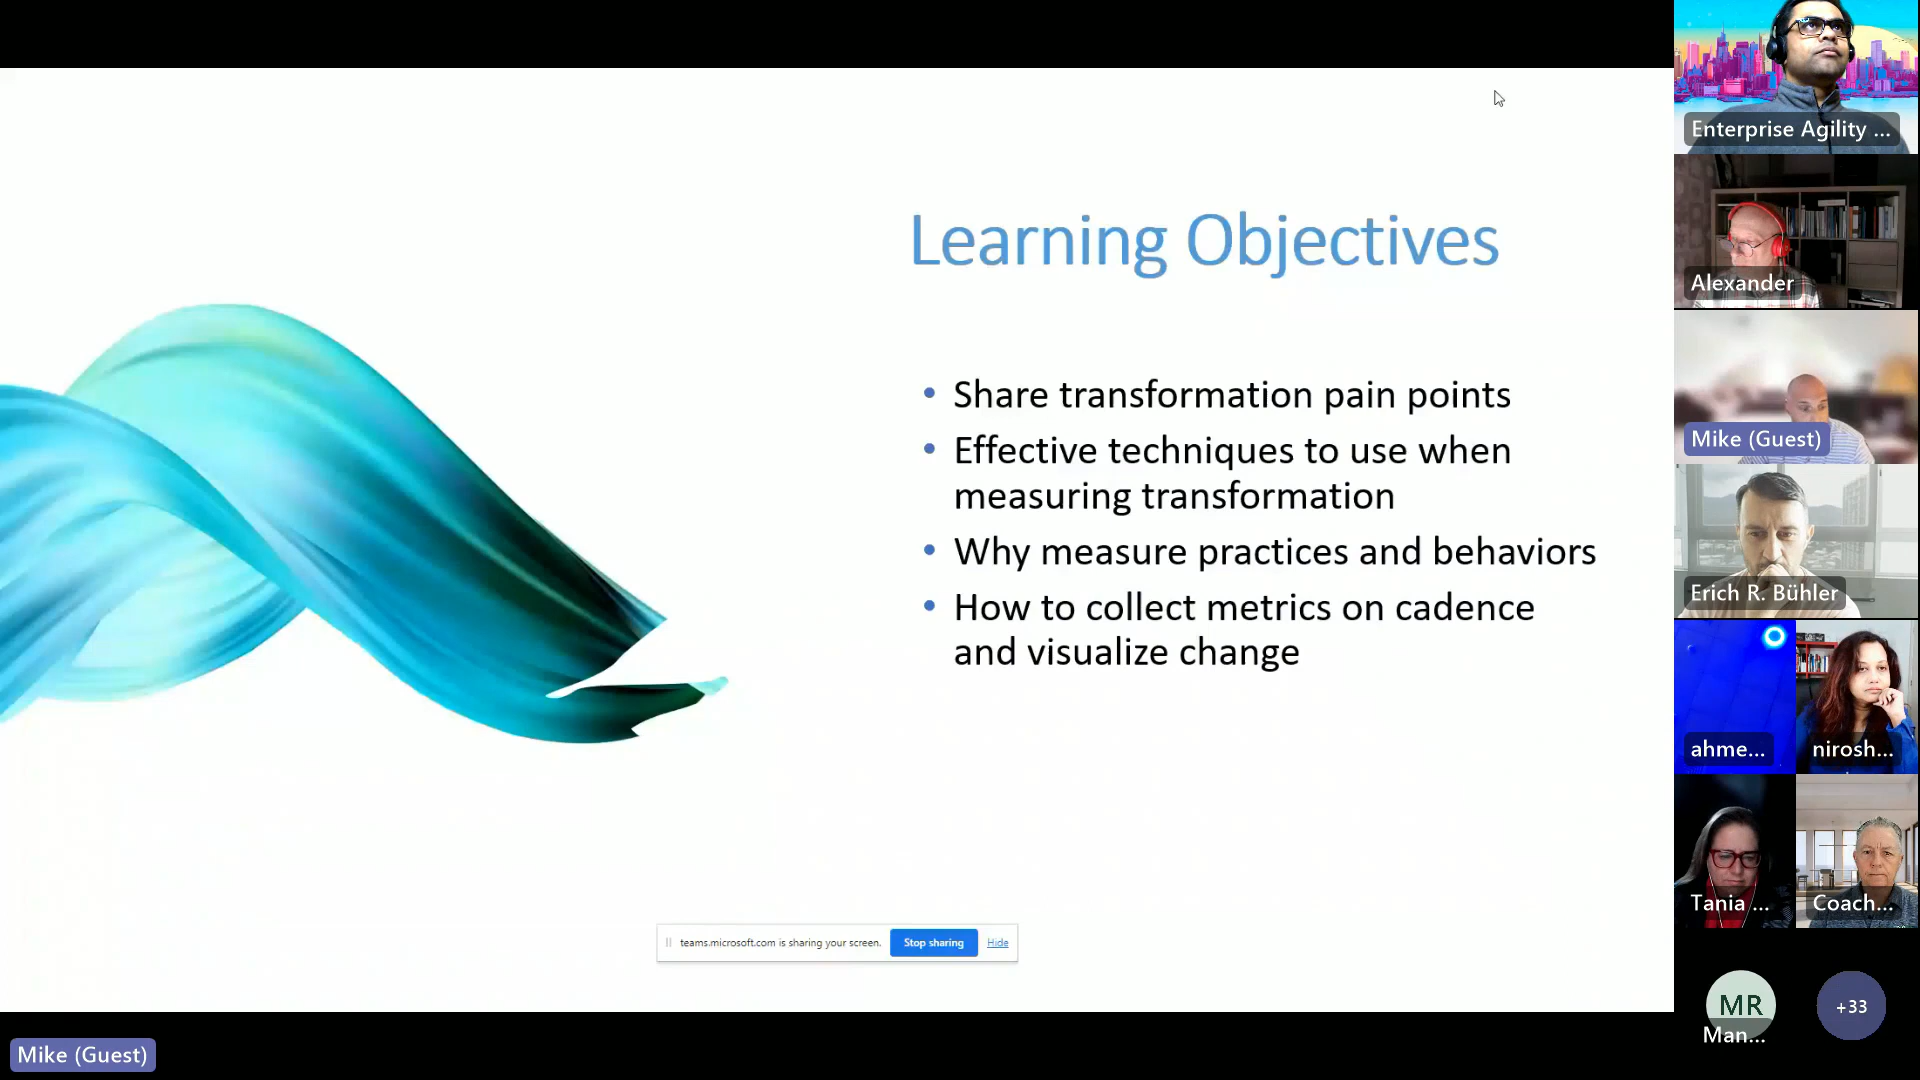 Learning Objectives
• Share transformation pain points
• Effective techniques to use when
measuring transformation
• Why measure practices and behaviors
• How to collect metrics on cadence
and visualize change
teams.microsoft.com is sharing your screen.
Stop sharing
Hide
Mike (Guest)
Enterprise Agility ...
Alexander
Mike (Guest)
Erich R. Bühler
ahme...
nirosh...
Tania ...
Coach...
MR
Man...
+33